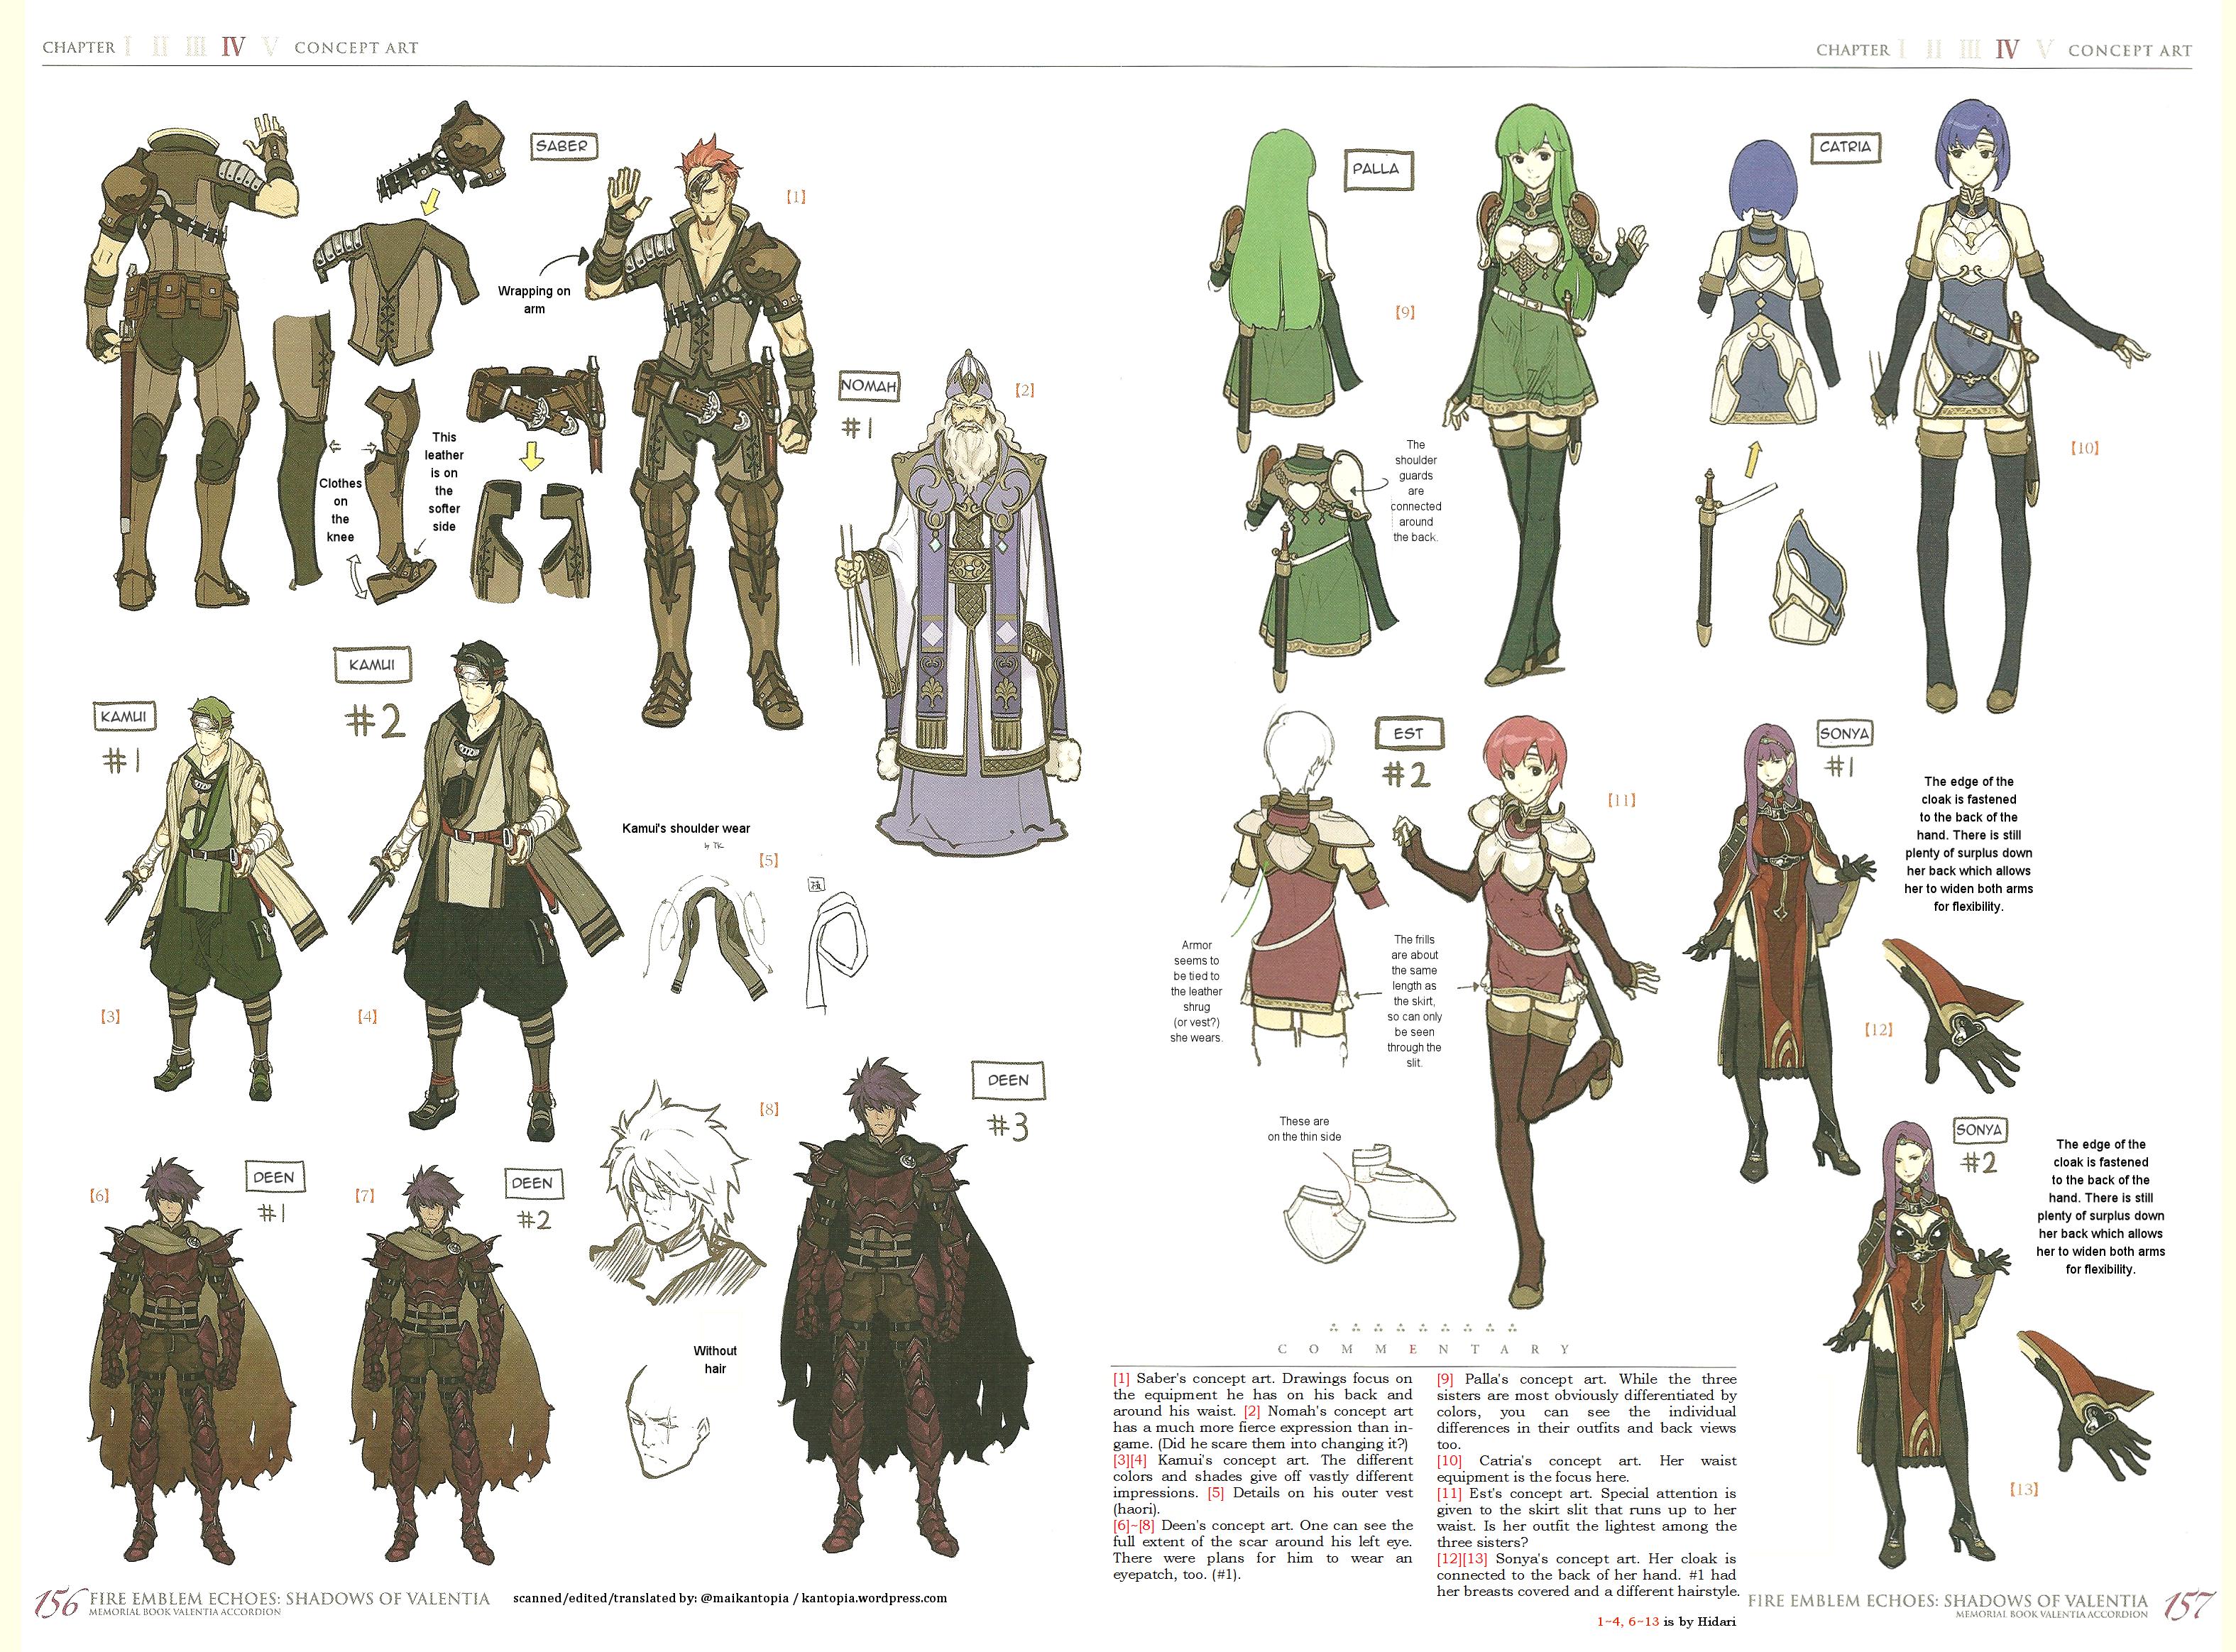 CHAPTER I II III IV V CONCEPT ART
CHAPTER I II III IV V CONCEPT ART
SABER
[1]
Wrapping on
arm
This
leather
is on
the
softer
side
Clothes
on
the
knee
NOMAH
#1
[2]
KAMUI
#1
[3]
KAMUI
#2
[4]
Kamui's shoulder wear
by TK
[5]
[6]
DEEN
#1
[7]
DEEN
#2
[8]
Without
hair
DEEN
#3
PALLA
[9]
The
shoulder
guards
are
connected
around
the back.
CATRIA
[10]
EST
#2
[11]
Armor
seems to
be tied to
the leather
shrug
(or vest?)
she wears.
The frills
are about
the same
length as
the skirt,
so can only
be seen
through the
slit.
These are
on the thin side
SONYA
#1
The edge of the
cloak is fastened
to the back of the
hand. There is still
plenty of surplus down
her back which allows
her to widen both arms
for flexibility.
[12]
SONYA
#2
The edge of the
cloak is fastened
to the back of the
hand. There is still
plenty of surplus down
her back which allows
her to widen both arms
for flexibility.
[13]
COMMENTARY
[1] Saber's concept art. Drawings focus on
the equipment he has on his back and
around his waist. [2] Nomah's concept art
has a much more fierce expression than in-
game. (Did he scare them into changing it?)
[3][4] Kamui's concept art. The different
colors and shades give off vastly different
impressions. [5] Details on his outer vest
(haori).
[6]~[8] Deen's concept art. One can see the
full extent of the scar around his left eye.
There were plans for him to wear an
eyepatch, too. (#1).
[9] Palla's concept art. While the three
sisters are most obviously differentiated by
colors, you can see the individual
differences in their outfits and back views
too.
[10] Catria's concept art. Her waist
equipment is the focus here.
[11] Est's concept art. Special attention is
given to the skirt slit that runs up to her
waist. Is her outfit the lightest among the
three sisters?
[12][13] Sonya's concept art. Her cloak is
connected to the back of her hand. #1 had
her breasts covered and a different hairstyle.
1~4, 6~13 is by Hidari
156 FIRE EMBLEM ECHOES: SHADOWS OF VALENTIA
MEMORIAL BOOK VALENTIA ACCORDION
scanned/edited/translated by: @maikantopia / kantopia.wordpress.com
FIRE EMBLEM ECHOES: SHADOWS OF VALENTIA 157
MEMORIAL BOOK VALENTIA ACCORDION